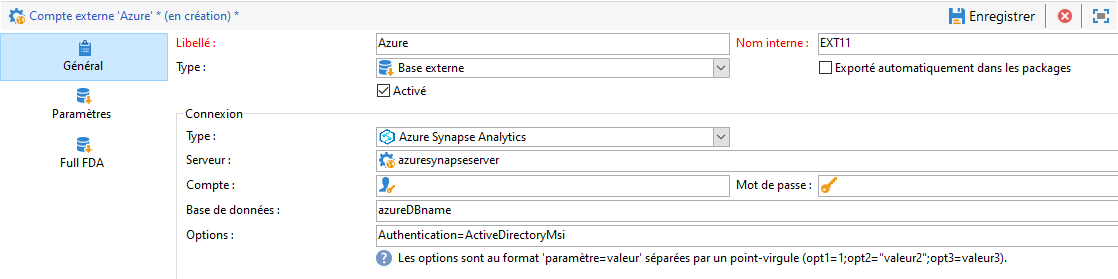 Compte externe 'Azure' * (en création) *
Enregistrer
Général
Paramètres
Full FDA
Libellé :
Azure
Nom interne :
EXT11
Type :
Base externe
Exporté automatiquement dans les packages
Activé
Connexion
Type :
Azure Synapse Analytics
Serveur :
azuresynapseserver
Compte :
Mot de passe :
Base de données :
azureDBname
Options :
Authentication=ActiveDirectoryMsi
Les options sont au format 'paramètre=valeur' séparées par un point-virgule (opt1=1;opt2="valeur2";opt3=valeur3).